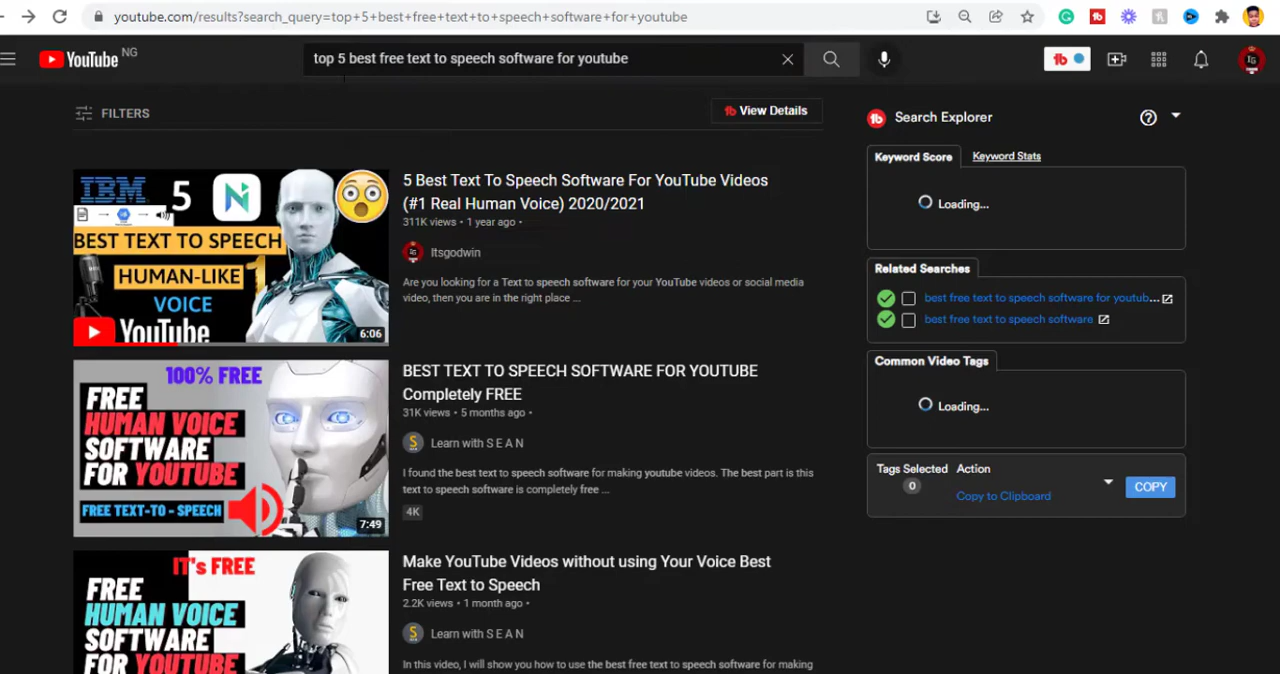 youtube.com/results?search_query=top+5+best+free+text+to+speech+software+for+youtube
YouTube NG
top 5 best free text to speech software for youtube
FILTERS
View Details
IBM 5 N
BEST TEXT TO SPEECH
HUMAN-LIKE 1
VOICE
YouTube
6:06
5 Best Text To Speech Software For YouTube Videos
(#1 Real Human Voice) 2020/2021
311K views • 1 year ago •
Itsgodwin
Are you looking for a Text to speech software for your YouTube videos or social media
video, then you are in the right place ...
100% FREE
FREE
HUMAN VOICE
SOFTWARE
FOR YOUTUBE
FREE TEXT-TO - SPEECH
7:49
BEST TEXT TO SPEECH SOFTWARE FOR YOUTUBE
Completely FREE
31K views • 5 months ago •
Learn with S E A N
I found the best text to speech software for making youtube videos. The best part is this
text to speech software is completely free ...
4K
IT's FREE
FREE
HUMAN VOICE
SOFTWARE
FOR YOUTUBE
Make YouTube Videos without using Your Voice Best
Free Text to Speech
2.2K views • 1 month ago •
Learn with S E A N
In this video, I will show you how to use the best free text to speech software for making
Search Explorer
Keyword Score Keyword Stats
Loading...
Related Searches
best free text to speech software for youtub...
best free text to speech software
Common Video Tags
Loading...
Tags Selected Action
0
Copy to Clipboard
COPY